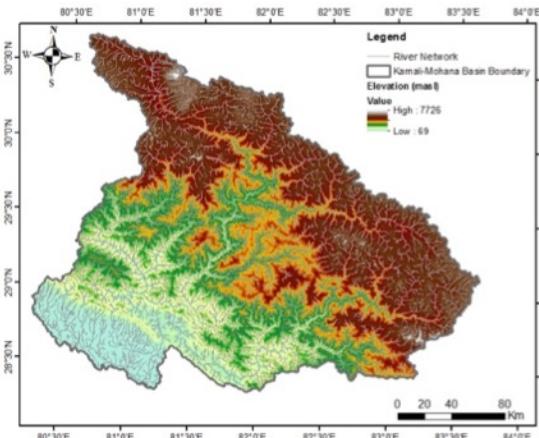 80°30'E 81°0'E 81°30'E 82°0'E 82°30'E 83°0'E 83°30'E 84°0'E
N
W E
S
Legend
River Network
Karnali-Mohana Basin Boundary
Elevation (masl)
Value
High : 7726
Low : 69
30°30'N
30°0'N
29°30'N
29°0'N
28°30'N
0 20 40 80
Km
80°30'E 81°0'E 81°30'E 82°0'E 82°30'E 83°0'E 83°30'E 84°0'E